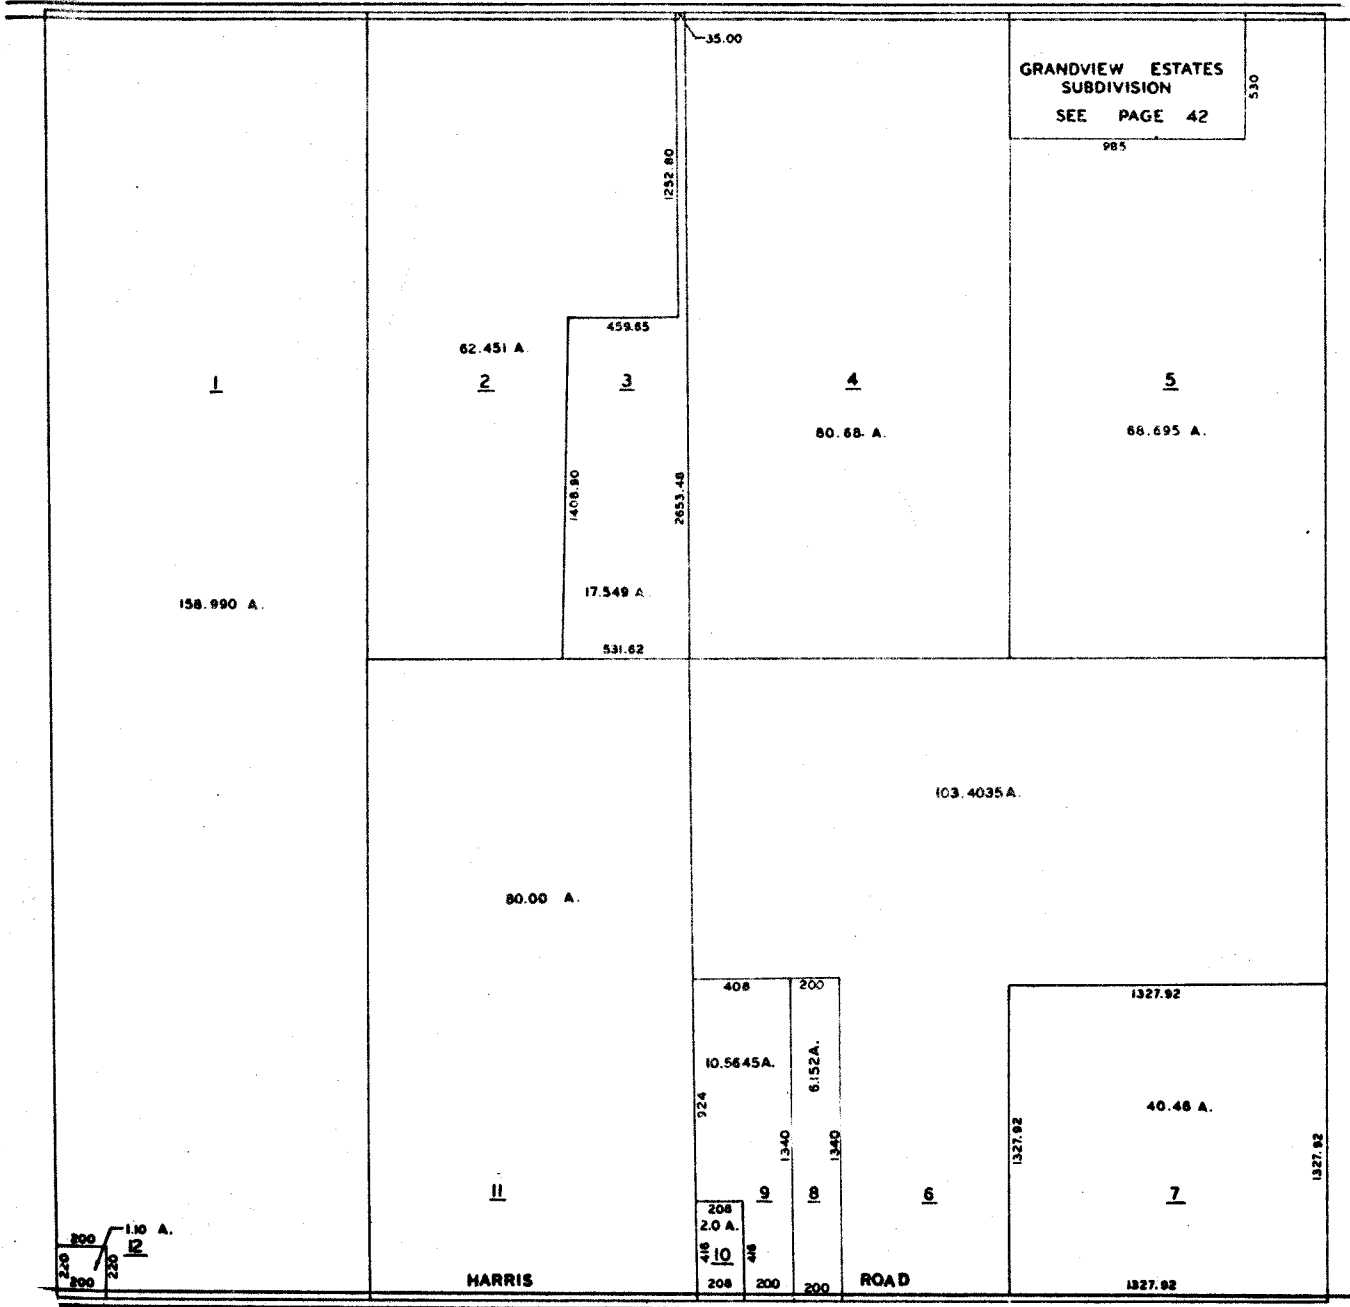 35.00
GRANDVIEW ESTATES
SUBDIVISION
SEE PAGE 42
530
985
1252.80
459.65
62.451 A.
1
2
3
4
5
80.68 A.
68.695 A.
1408.90
2653.48
17.549 A.
158.990 A.
531.62
103.4035 A.
80.00 A.
408
200
1327.92
10.5645 A.
6.152 A.
924
40.48 A.
1340
1340
1327.92
1327.92
11
9
8
6
7
208
2.0 A.
1.10 A.
200
12
416
10
416
220
220
200
HARRIS
208
200
200
ROAD
1327.92